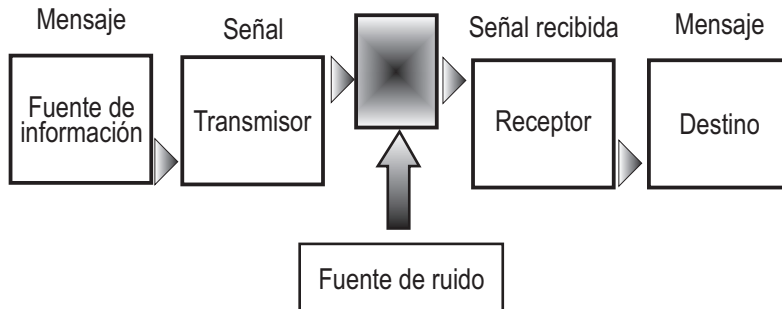 Mensaje
Señal
Señal recibida
Mensaje
Fuente de
información
Transmisor
Receptor
Destino
Fuente de ruido